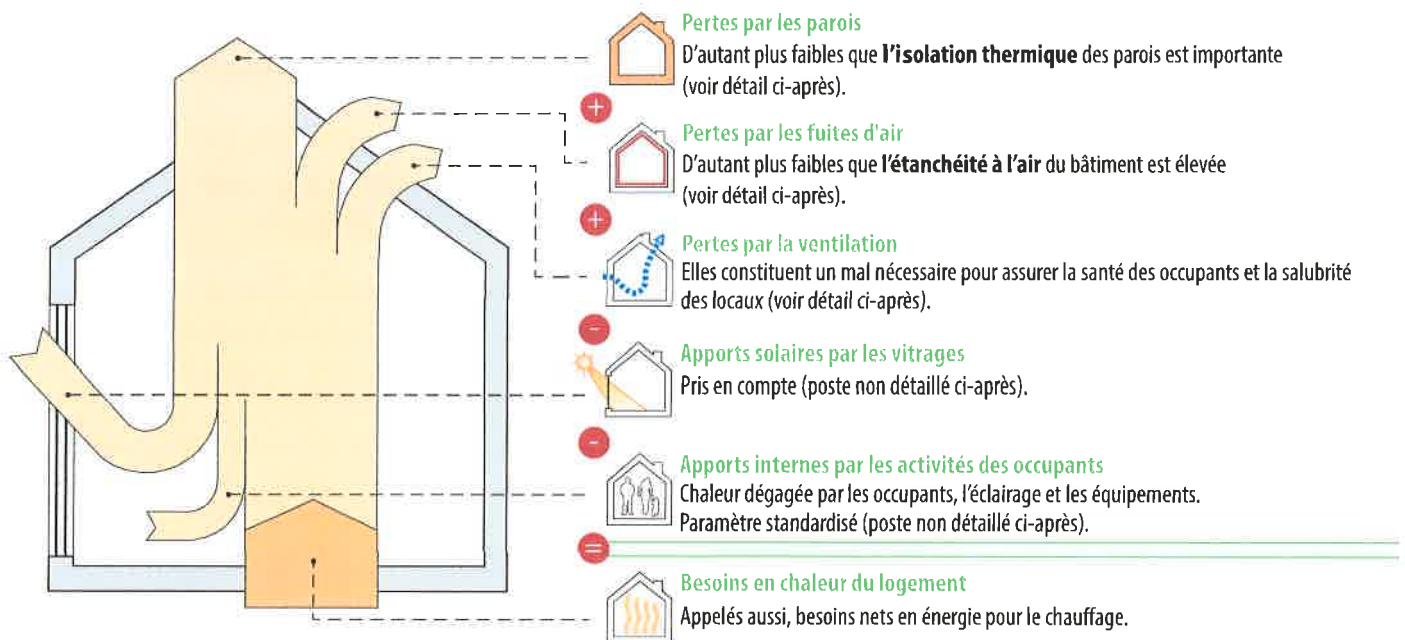 Pertes par les parois
D'autant plus faibles que l'isolation thermique des parois est importante
(voir détail ci-après).
+
Pertes par les fuites d'air
D'autant plus faibles que l'étanchéité à l'air du bâtiment est élevée
(voir détail ci-après).
+
Pertes par la ventilation
Elles constituent un mal nécessaire pour assurer la santé des occupants et la salubrité
des locaux (voir détail ci-après).
-
Apports solaires par les vitrages
Pris en compte (poste non détaillé ci-après).
-
Apports internes par les activités des occupants
Chaleur dégagée par les occupants, l'éclairage et les équipements.
Paramètre standardisé (poste non détaillé ci-après).
=
Besoins en chaleur du logement
Appelés aussi, besoins nets en énergie pour le chauffage.